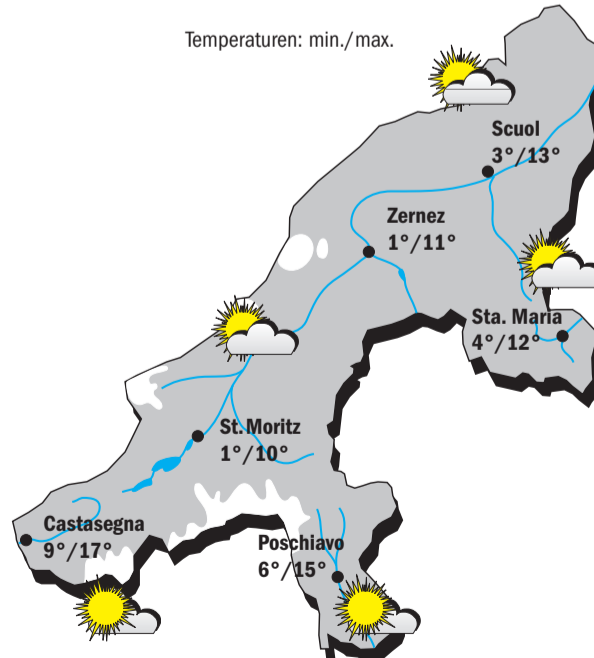 Temperaturen: min./max.
Scuol
3°/13°
Zernez
1°/11°
Sta. Maria
4°/12°
St. Moritz
1°/10°
Castasegna
9°/17°
Poschiavo
6°/15°